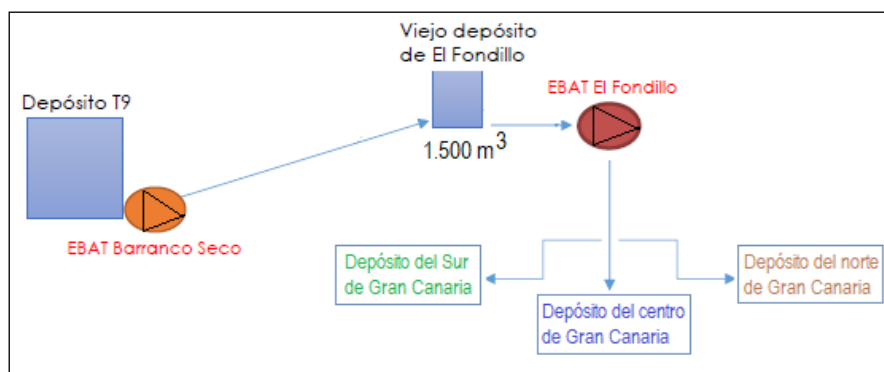 Viejo depósito
de El Fondillo
EBAT El Fondillo
Depósito T9
1.500 m³
EBAT Barranco Seco
Depósito del Sur
de Gran Canaria
Depósito del centro
de Gran Canaria
Depósito del norte
de Gran Canaria